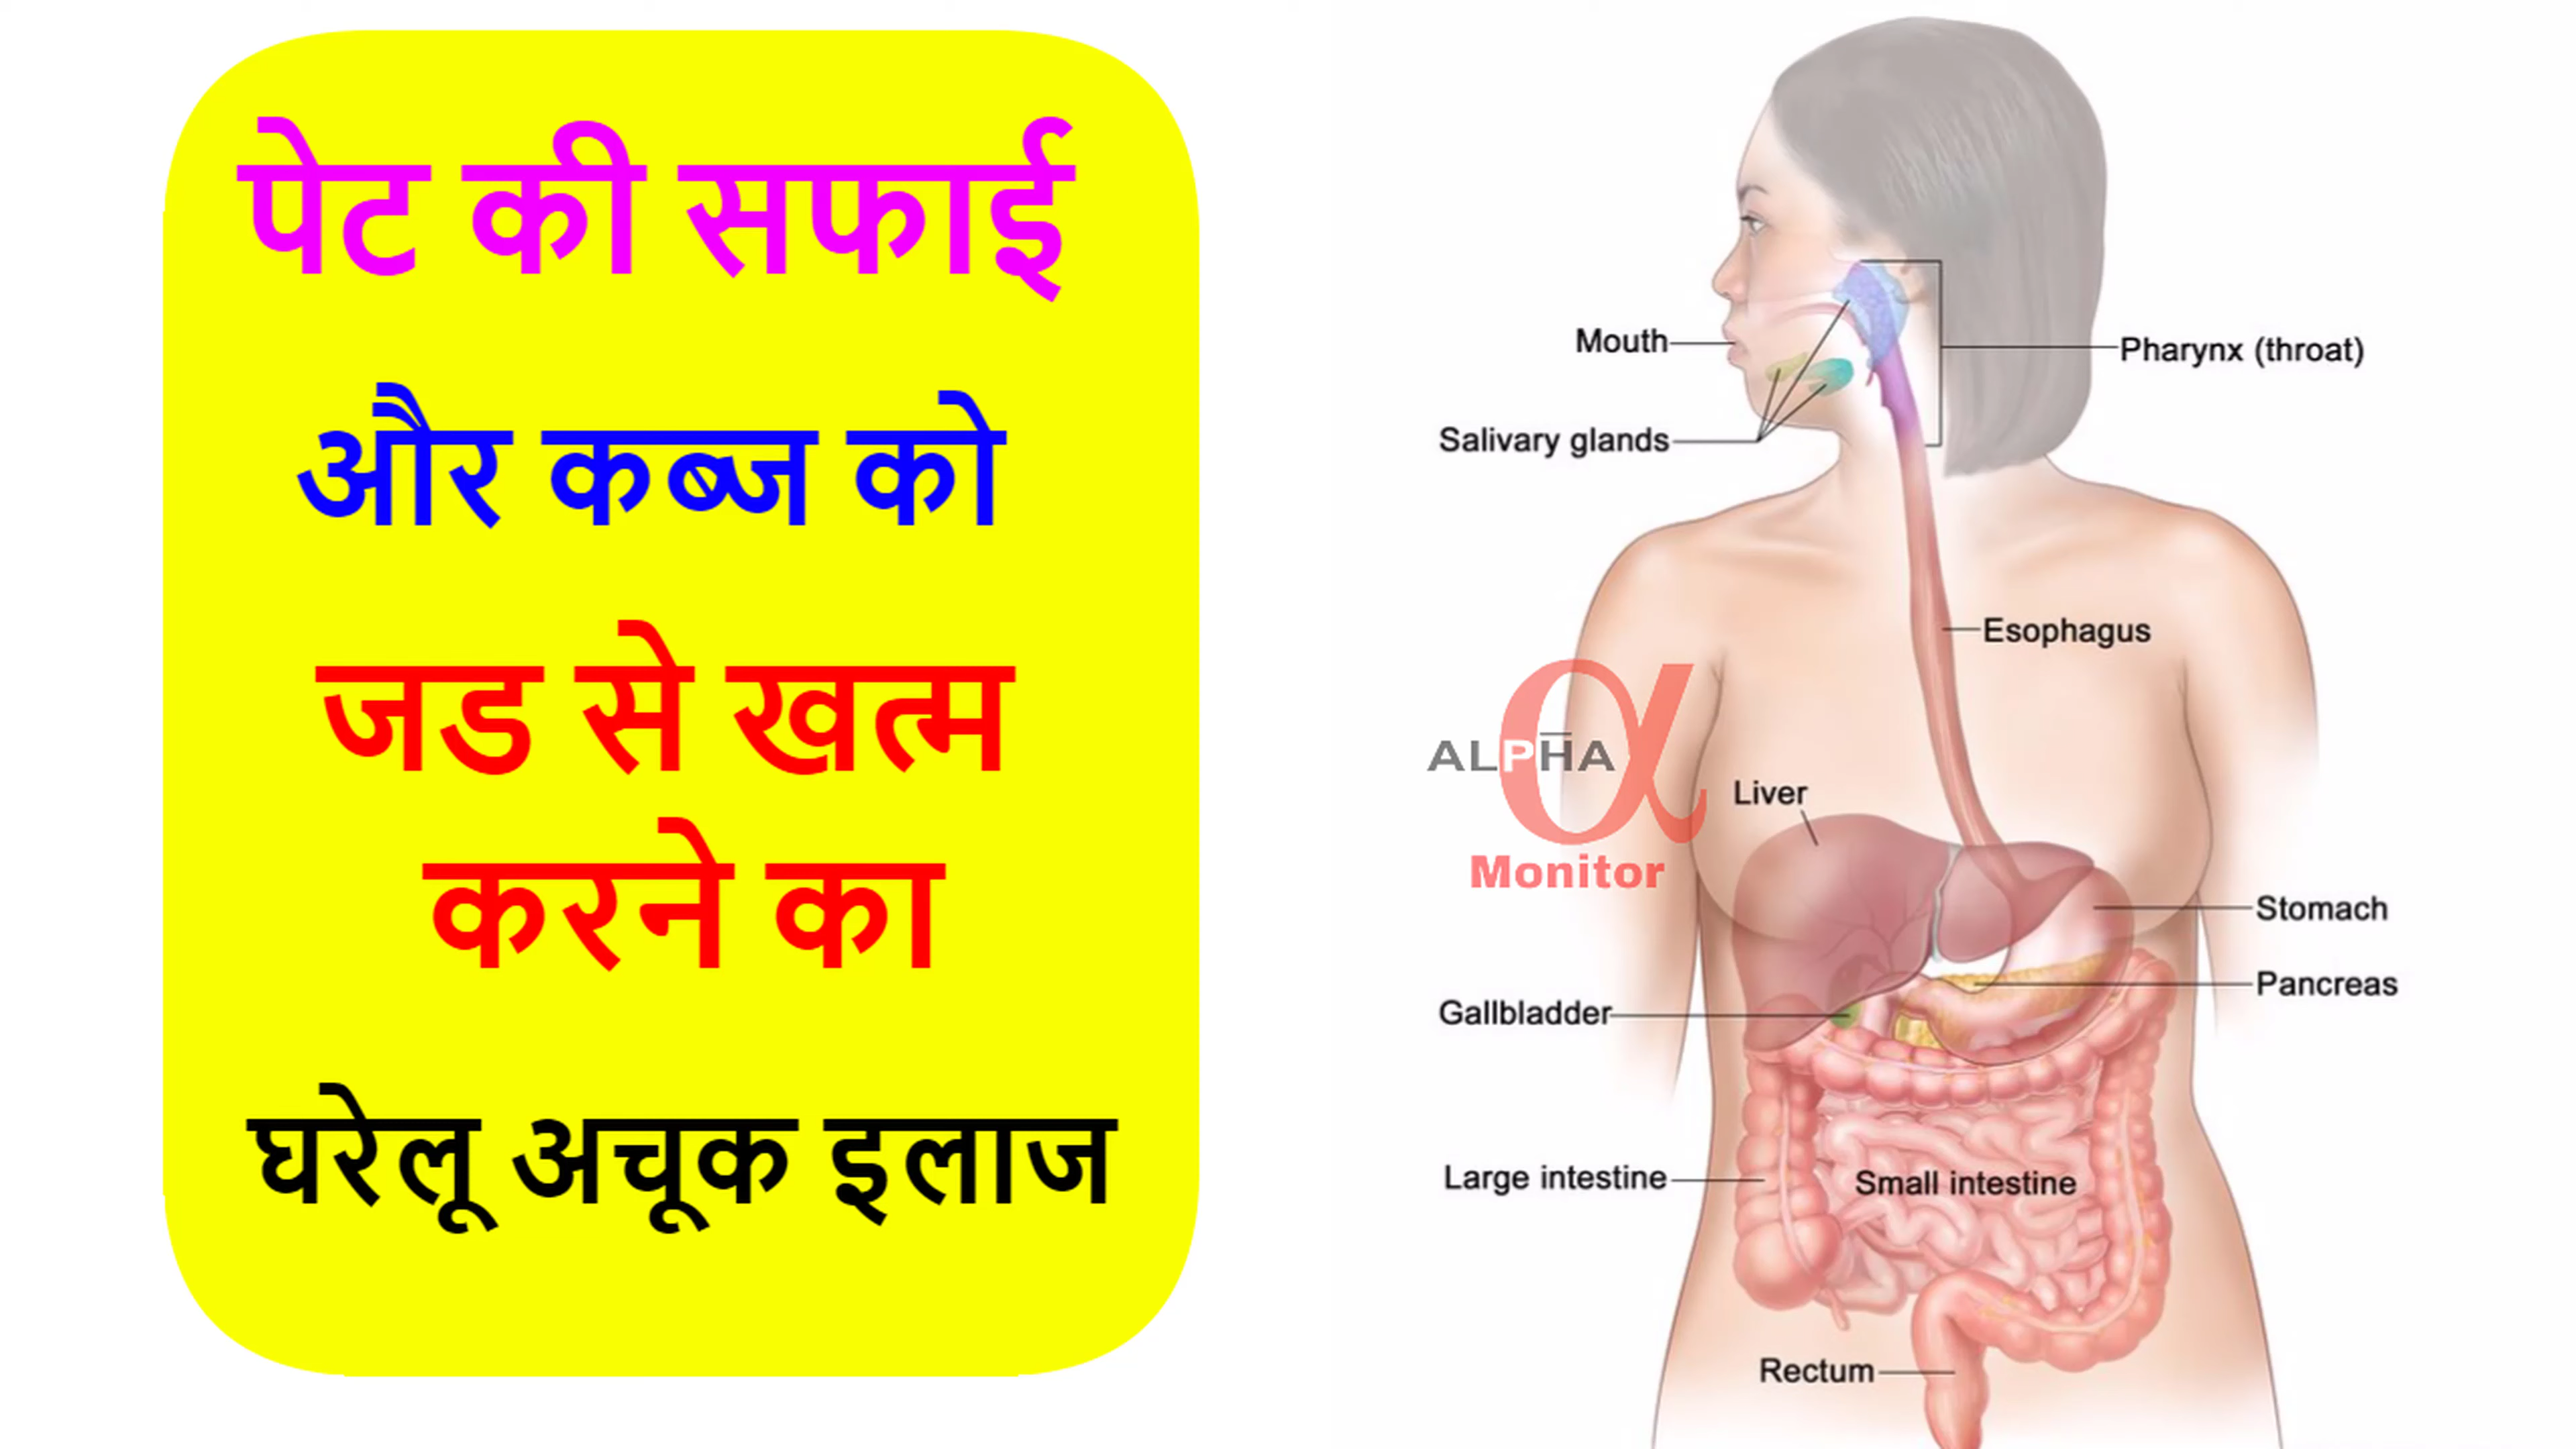 पेट की सफाई
और कब्ज को
जड से खत्म
करने का
घरेलू अचूक इलाज
Mouth
Pharynx (throat)
Salivary glands
Esophagus
ALPHA
α
Monitor
Liver
Stomach
Pancreas
Gallbladder
Large intestine
Small intestine
Rectum